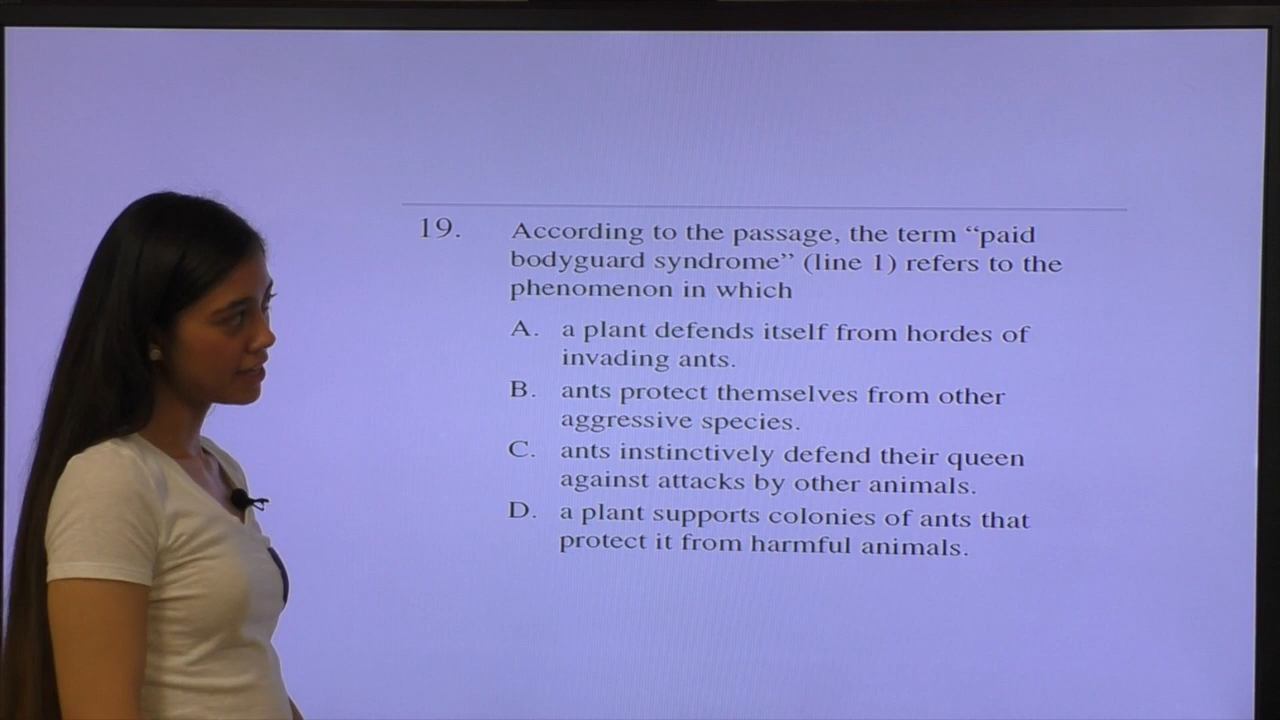 19. According to the passage, the term “paid
bodyguard syndrome” (line 1) refers to the
phenomenon in which
A. a plant defends itself from hordes of
invading ants.
B. ants protect themselves from other
aggressive species.
C. ants instinctively defend their queen
against attacks by other animals.
D. a plant supports colonies of ants that
protect it from harmful animals.